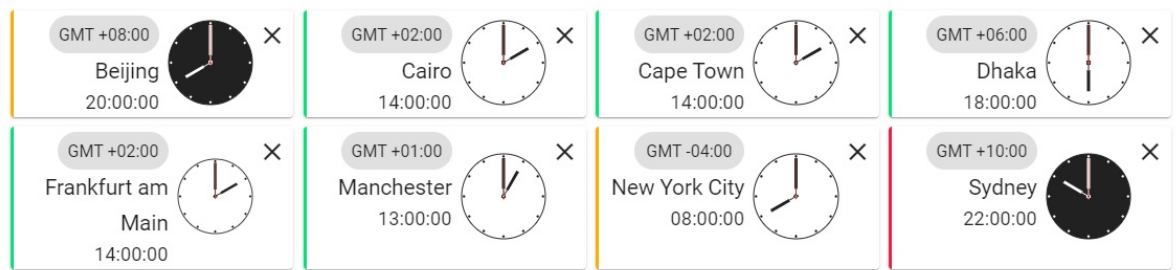 GMT +08:00
Beijing
20:00:00
GMT +02:00
Cairo
14:00:00
GMT +02:00
Cape Town
14:00:00
GMT +06:00
Dhaka
18:00:00
GMT +02:00
Frankfurt am
Main
14:00:00
GMT +01:00
Manchester
13:00:00
GMT -04:00
New York City
08:00:00
GMT +10:00
Sydney
22:00:00